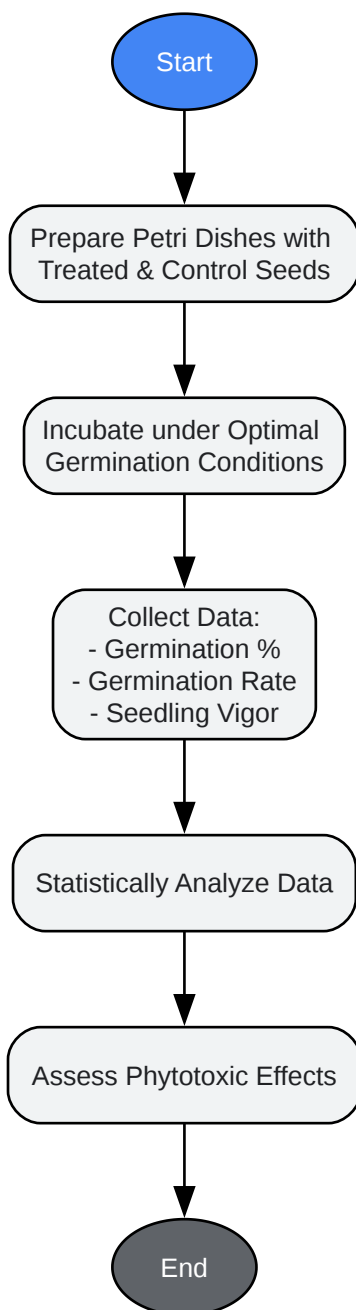 Start
Prepare Petri Dishes with
Treated & Control Seeds
Incubate under Optimal
Germination Conditions
Collect Data:
- Germination %
- Germination Rate
- Seedling Vigor
Statistically Analyze Data
Assess Phytotoxic Effects
End